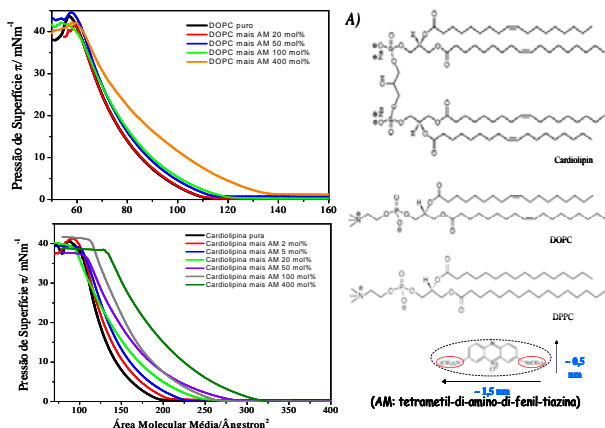 Pressão de Superfície π/ mNm⁻¹
40
30
20
10
0
DOPC puro
DOPC mais AM 20 mol%
DOPC mais AM 50 mol%
DOPC mais AM 100 mol%
DOPC mais AM 400 mol%
60 80 100 120 140 160
Pressão de Superfície π/ mNm⁻¹
40
30
20
10
0
Cardiolipina pura
Cardiolipina mais AM 2 mol%
Cardiolipina mais AM 5 mol%
Cardiolipina mais AM 20 mol%
Cardiolipina mais AM 50 mol%
Cardiolipina mais AM 100 mol%
Cardiolipina mais AM 400 mol%
100 150 200 250 300 350 400
Área Molecular Média/Ângstron²
A)
Cardiolipin
DOPC
DPPC
~ 0,5
nm
~ 1,5 nm
(AM: tetrametil-di-amino-di-fenil-tiazina)